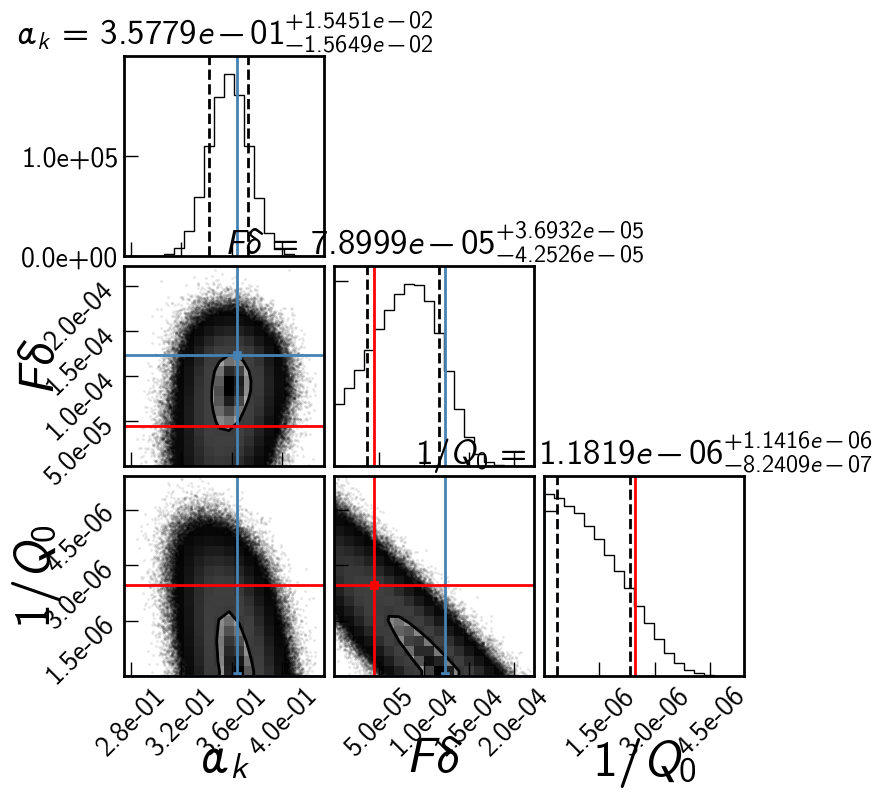 α_k = 3.5779e−01^{+1.5451e−02}_{−1.5649e−02}
1.0e+05
0.0e+00
Fδ = 7.8999e−05^{+3.6932e−05}_{−4.2526e−05}
Fδ
2.0e-04
1.5e-04
1.0e-04
5.0e-05
1/Q_0 = 1.1819e−06^{+1.1416e−06}_{−8.2409e−07}
1/Q_0
4.5e-06
3.0e-06
1.5e-06
2.8e-01 3.2e-01 3.6e-01 4.0e-01
5.0e-05 1.0e-04 1.5e-04 2.0e-04
1.5e-06 3.0e-06 4.5e-06
α_k
Fδ
1/Q_0